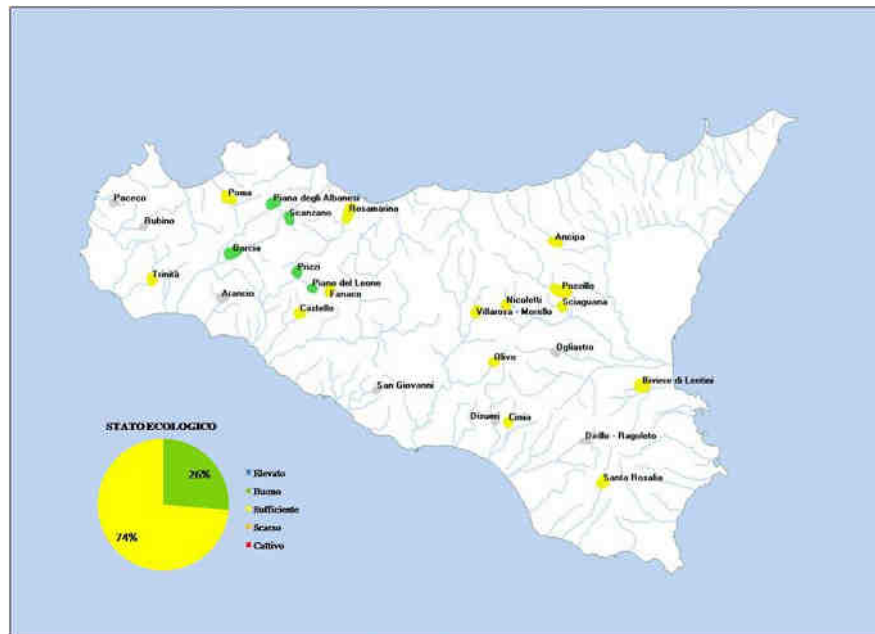 Paceco
Poma
Piana degli Albanesi
Scanzano
Rosamarina
Rubino
Garcia
Ancipa
Trinità
Prizzi
Piano del Leone
Fanaco
Arancio
Castello
Pozzillo
Nicoletti
Sciaguana
Villarosa - Morello
Ogliastro
Olivo
San Giovanni
Biviere di Lentini
Disueri
Cimia
Dirillo - Ragoleto
Santa Rosalia
STATO ECOLOGICO
26%
74%
Elevato
Buono
Sufficiente
Scarso
Cattivo